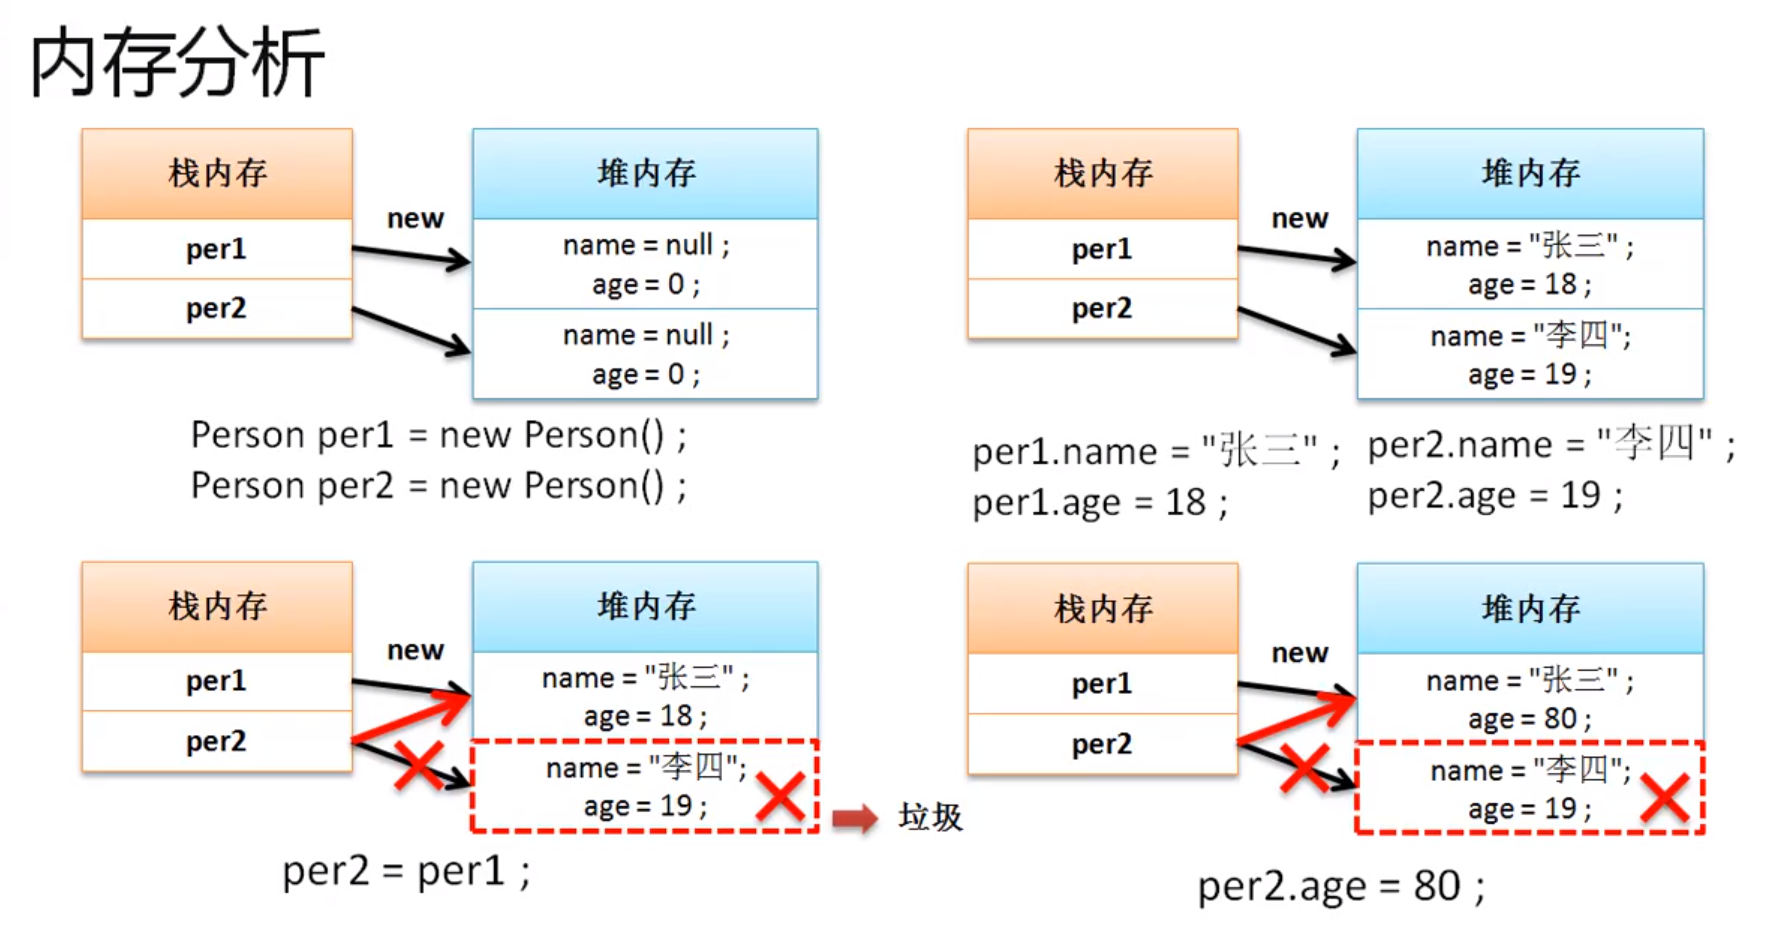 内存分析
栈内存
new
堆内存
per1
per2
name = null ;
age = 0 ;
name = null ;
age = 0 ;
Person per1 = new Person() ;
Person per2 = new Person() ;
栈内存
new
堆内存
per1
per2
name = "张三" ;
age = 18 ;
name = "李四";
age = 19 ;
per1.name = "张三" ;
per1.age = 18 ;
per2.name = "李四" ;
per2.age = 19 ;
栈内存
new
堆内存
per1
per2
name = "张三" ;
age = 18 ;
name = "李四";
age = 19 ;
垃圾
per2 = per1 ;
栈内存
new
堆内存
per1
per2
name = "张三" ;
age = 80 ;
name = "李四";
age = 19 ;
per2.age = 80 ;